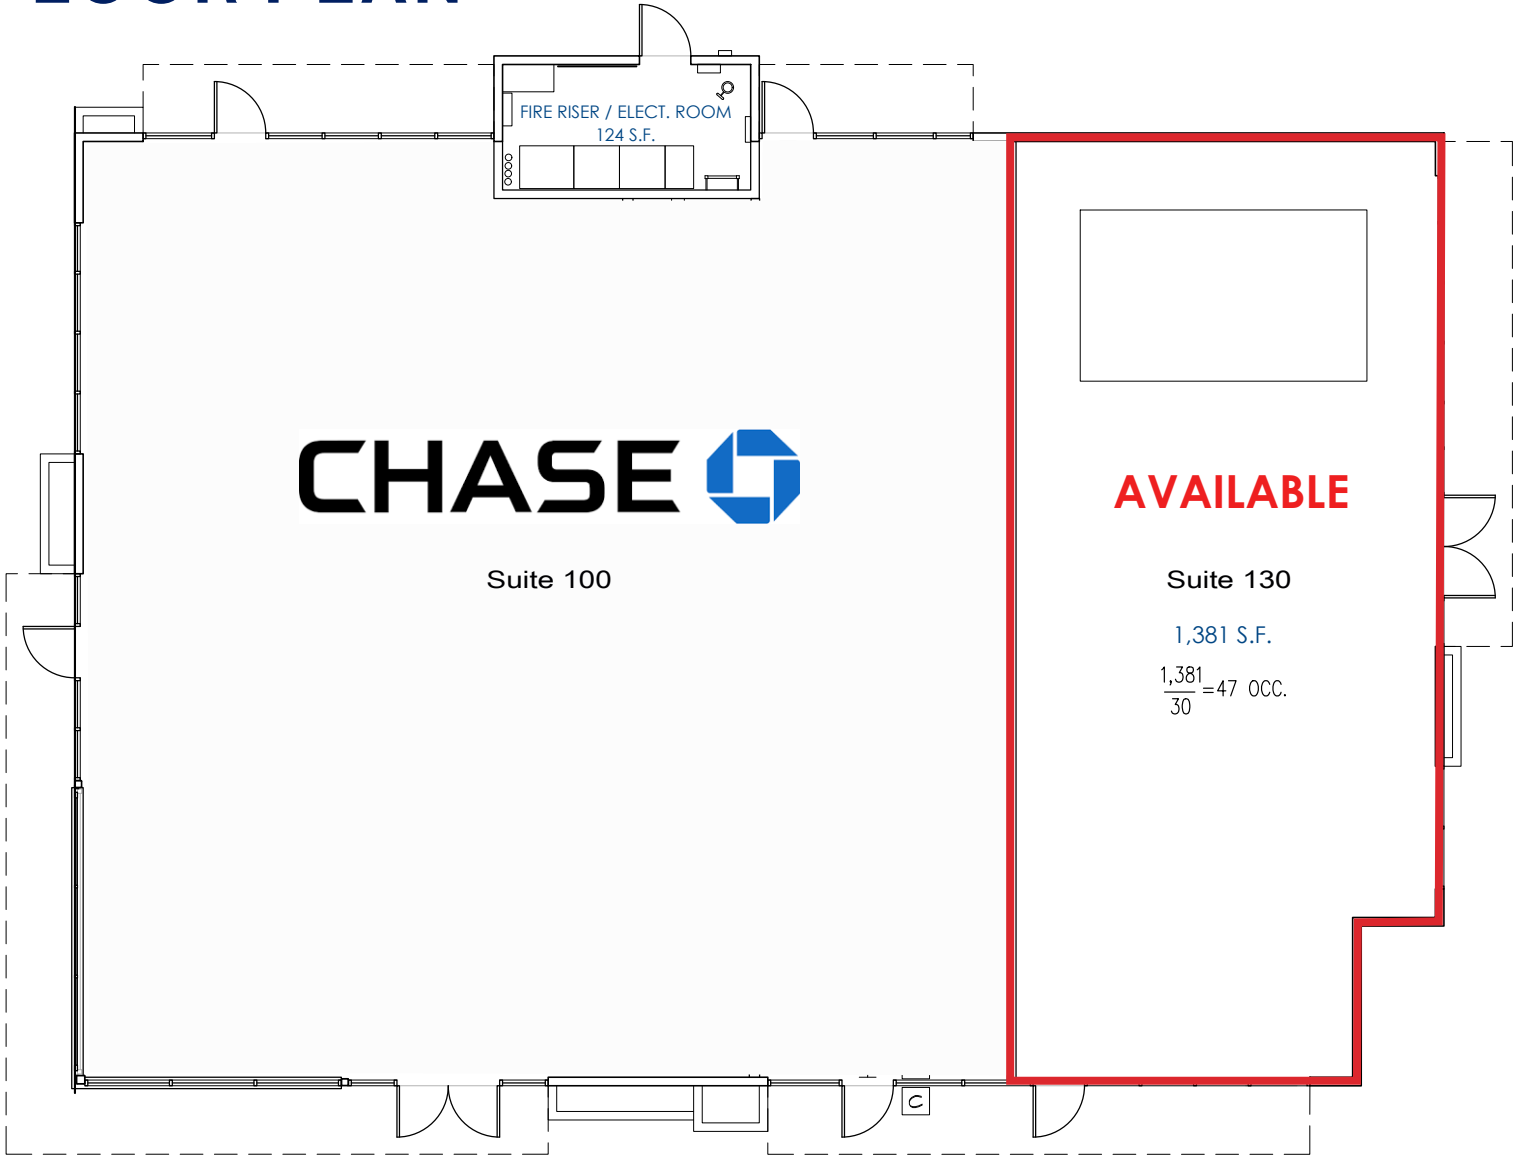 FIRE RISER / ELECT. ROOM
124 S.F.
CHASE
AVAILABLE
Suite 100
Suite 130
1,381 S.F.
1,381
30
=47 OCC.
C